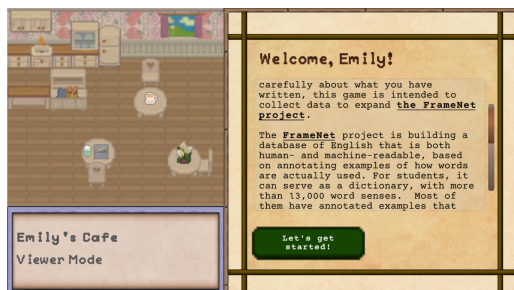 Welcome, Emily!
carefully about what you have
written, this game is intended to
collect data to expand the FrameNet
project.
The FrameNet project is building a
database of English that is both
human- and machine-readable, based
on annotating examples of how words
are actually used. For students, it
can serve as a dictionary, with more
than 13,000 word senses. Most of
them have annotated examples that
Let's get
started!
Emily's Cafe
Viewer Mode